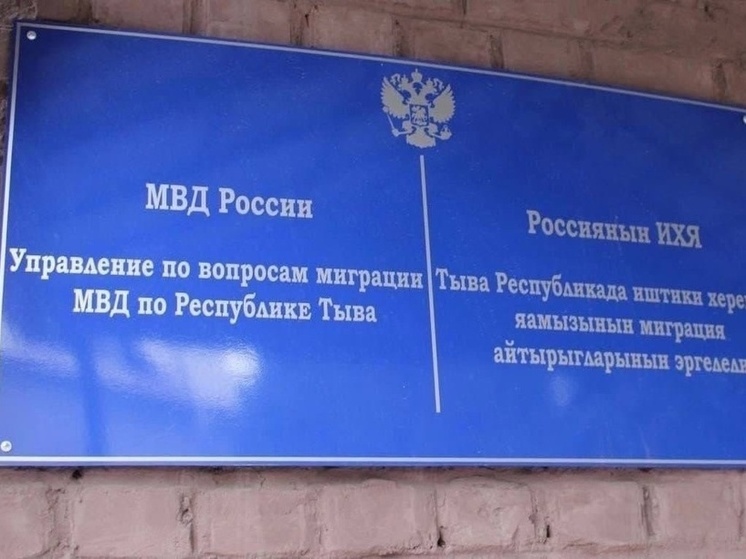 МВД России
Управление по вопросам миграции
МВД по Республике Тыва
Россиянын ИХЯ
Тыва Республикада иштики
яамызынын миграция
айтырыгларынын